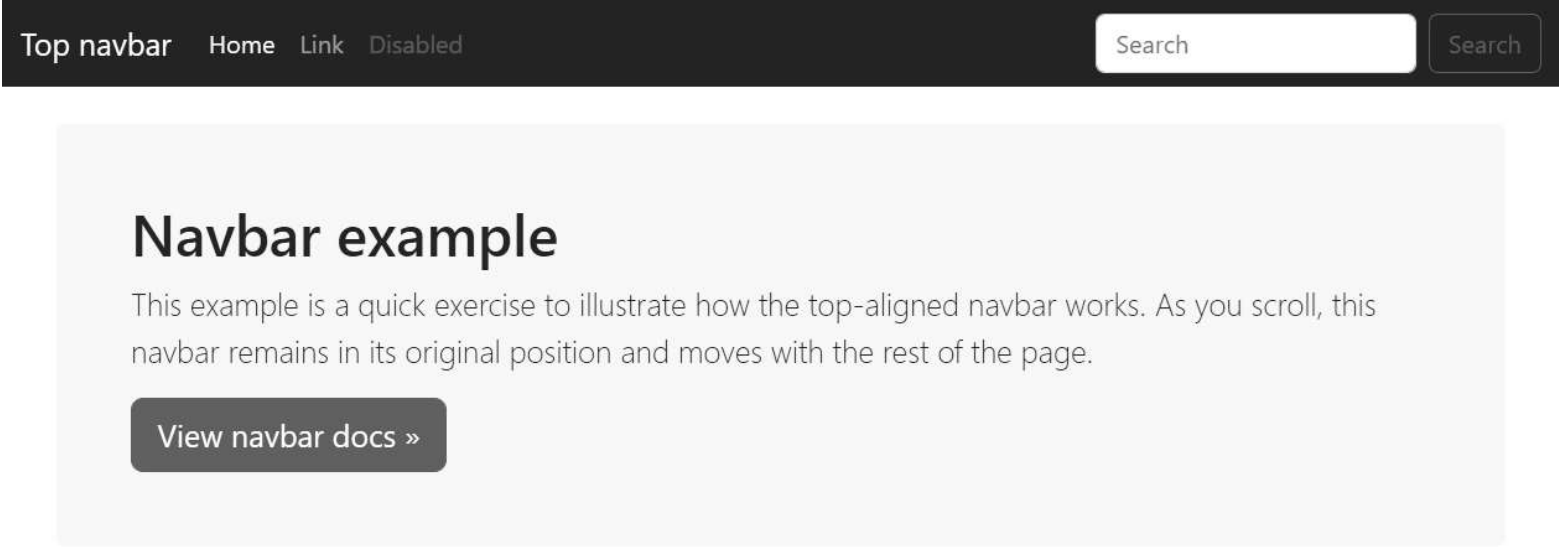 Top navbar Home Link Disabled Search Search
Navbar example
This example is a quick exercise to illustrate how the top-aligned navbar works. As you scroll, this
navbar remains in its original position and moves with the rest of the page.
View navbar docs »